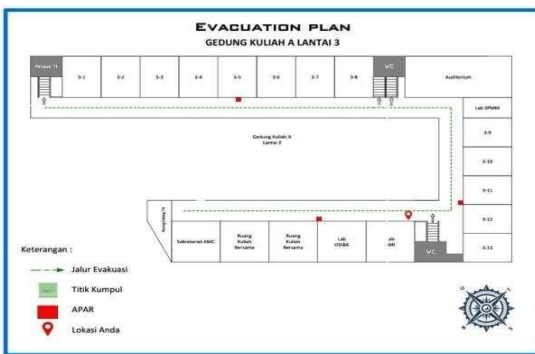 EVACUATION PLAN
GEDUNG KULIAH A LANTAI 3
3-1
3-2
3-3
3-4
3-5
3-6
3-7
3-8
WC
Auditorium
Lab SPMM
3-9
3-10
3-11
3-12
3-13
Gedung Kuliah A
Lantai 3
Sekretariat AMC
Ruang
Kuliah
Bersama
Ruang
Kuliah
Bersama
Lab
OSIBA
ab
IMI
WC
Keterangan :
Jalur Evakuasi
Titik Kumpul
APAR
Lokasi Anda